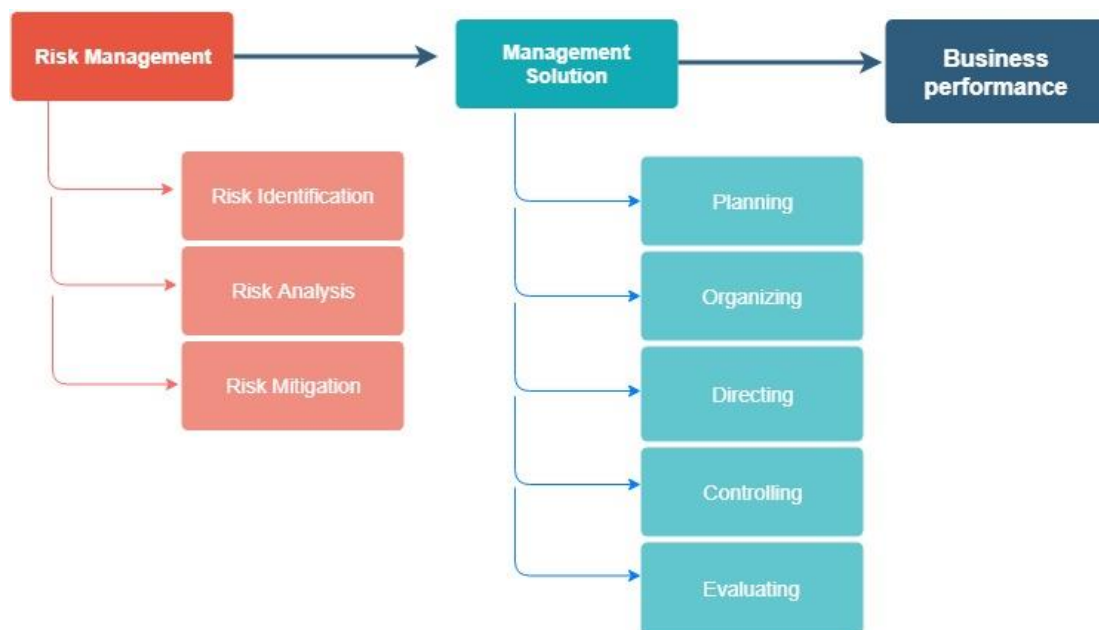 Risk Management
Management
Solution
Business
performance
Risk Identification
Risk Analysis
Risk Mitigation
Planning
Organizing
Directing
Controlling
Evaluating